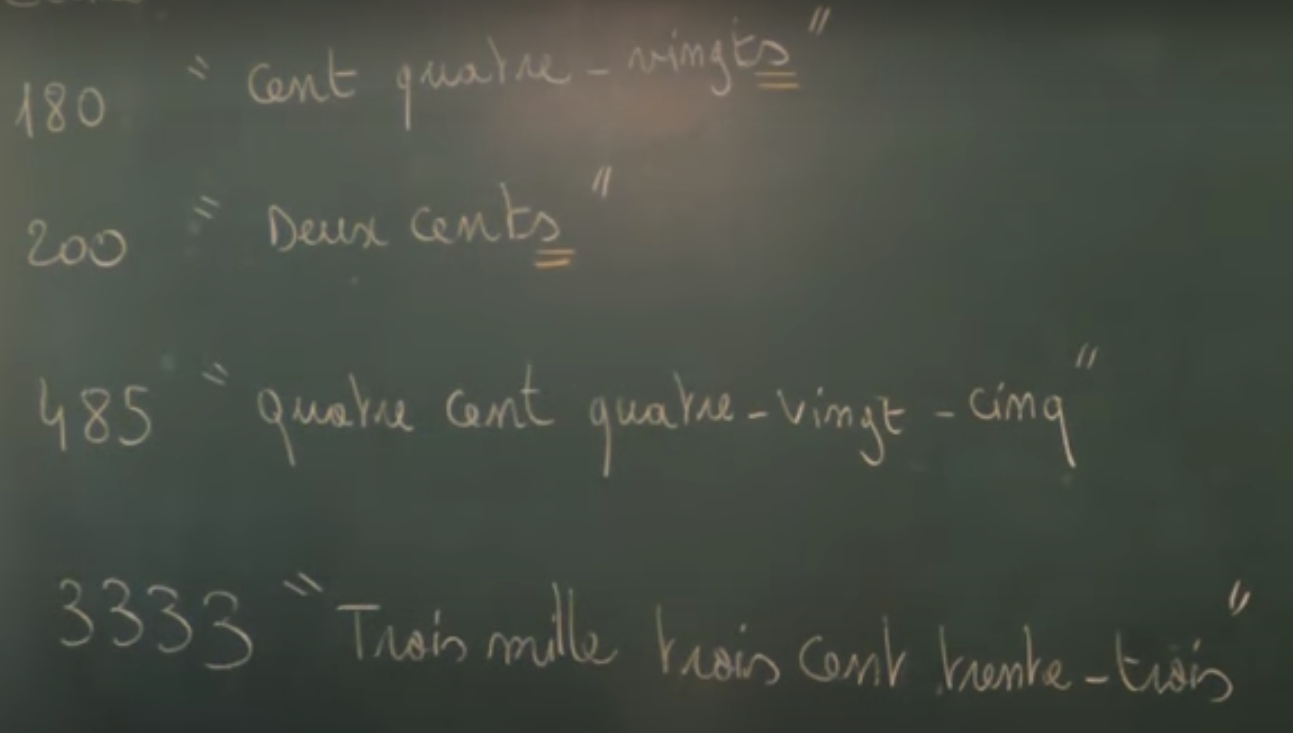 180 " cent quatre-vingts "
200 " Deux cents "
485 " quatre cent quatre-vingt-cinq "
3333 " Trois mille trois cent trente-trois "